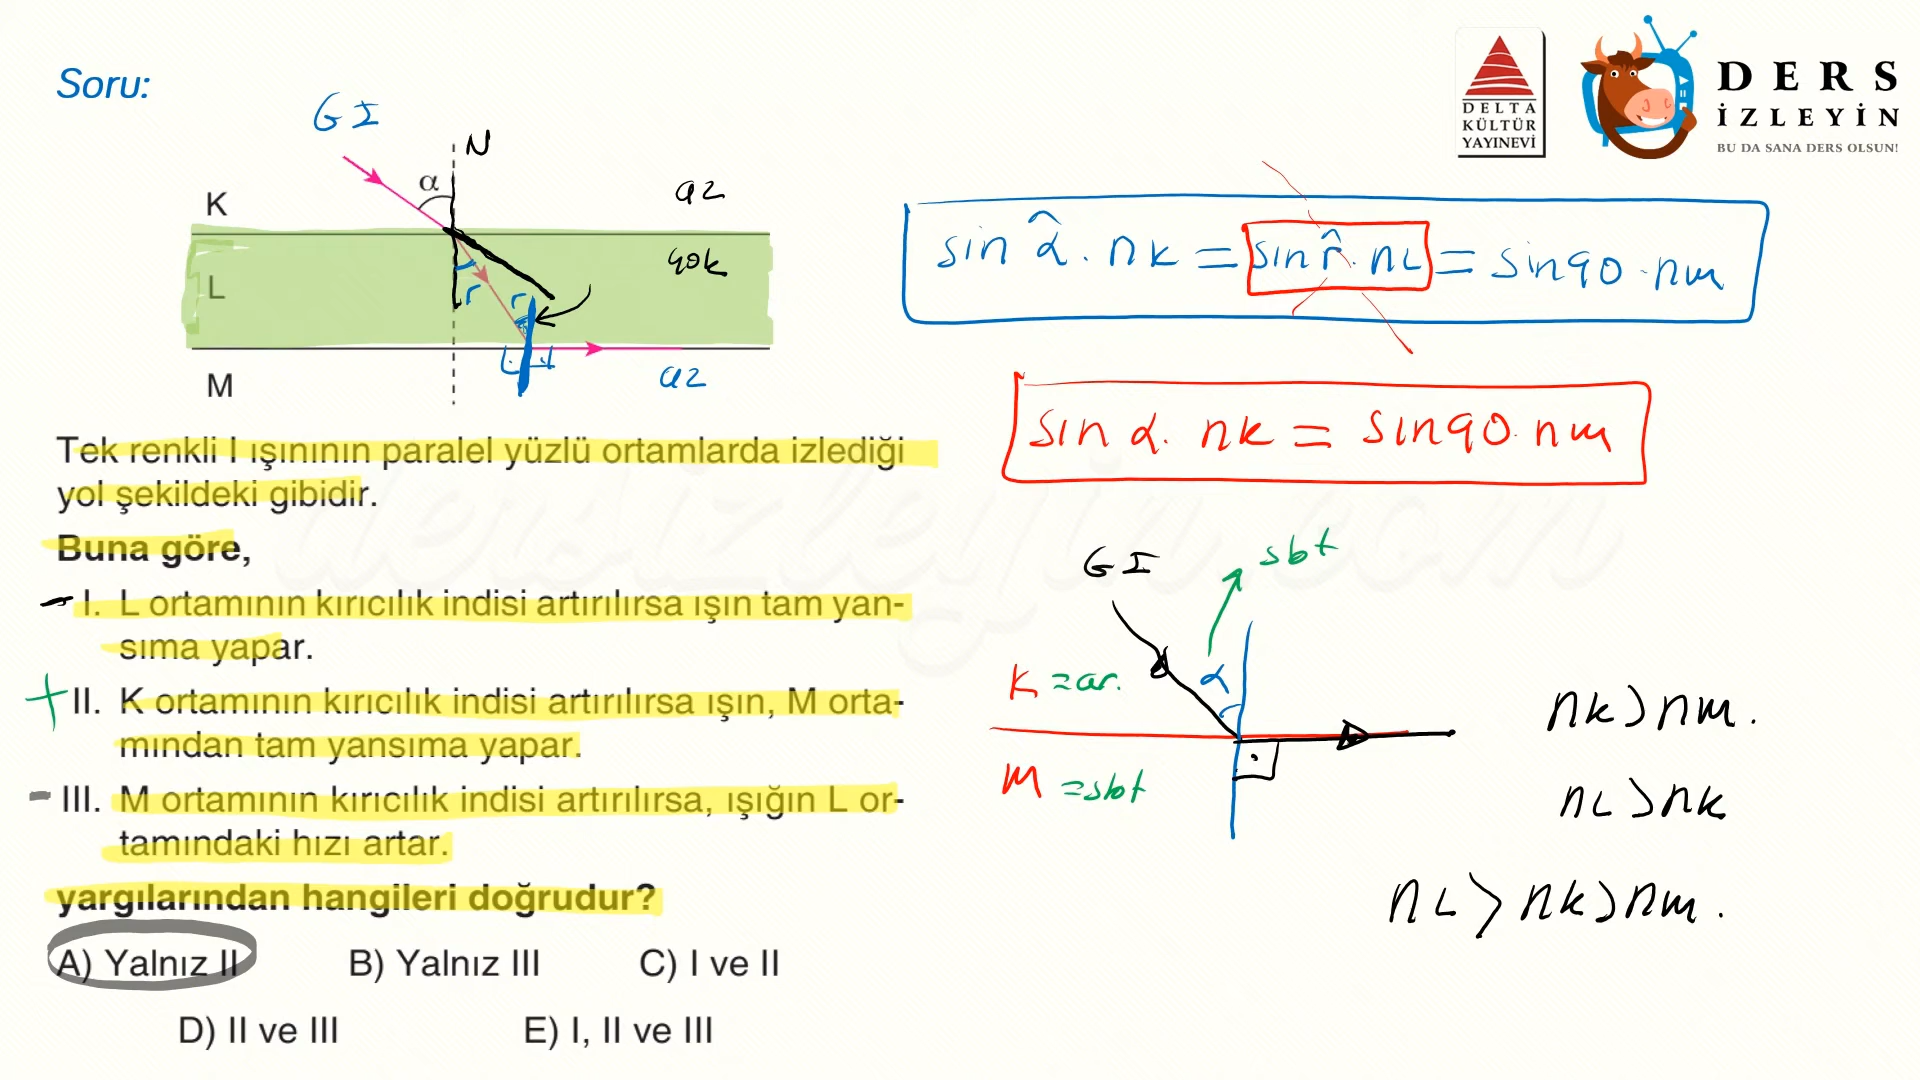 Soru:
GI
N
α
K
az
çok
L
r
r
M
az
Tek renkli I ışınının paralel yüzlü ortamlarda izlediği
yol şekildeki gibidir.
Buna göre,
I. L ortamının kırıcılık indisi artırılırsa ışın tam yan-
sıma yapar.
II. K ortamının kırıcılık indisi artırılırsa ışın, M orta-
mından tam yansıma yapar.
III. M ortamının kırıcılık indisi artırılırsa, ışığın L or-
tamındaki hızı artar.
yargılarından hangileri doğrudur?
A) Yalnız II B) Yalnız III C) I ve II
D) II ve III E) I, II ve III
DELTA
KÜLTÜR
YAYINEVİ
DERS
İZLEYİN
BU DA SANA DERS OLSUN!
sin α̂ . nK = sin r̂ . nL = sin90 . nm
sin α . nK = sin90 . nm
GI
sbt
K = ar.
α
M = sbt
nK > nm .
nL > nK
nL > nK > nm .
dersizleyin.com